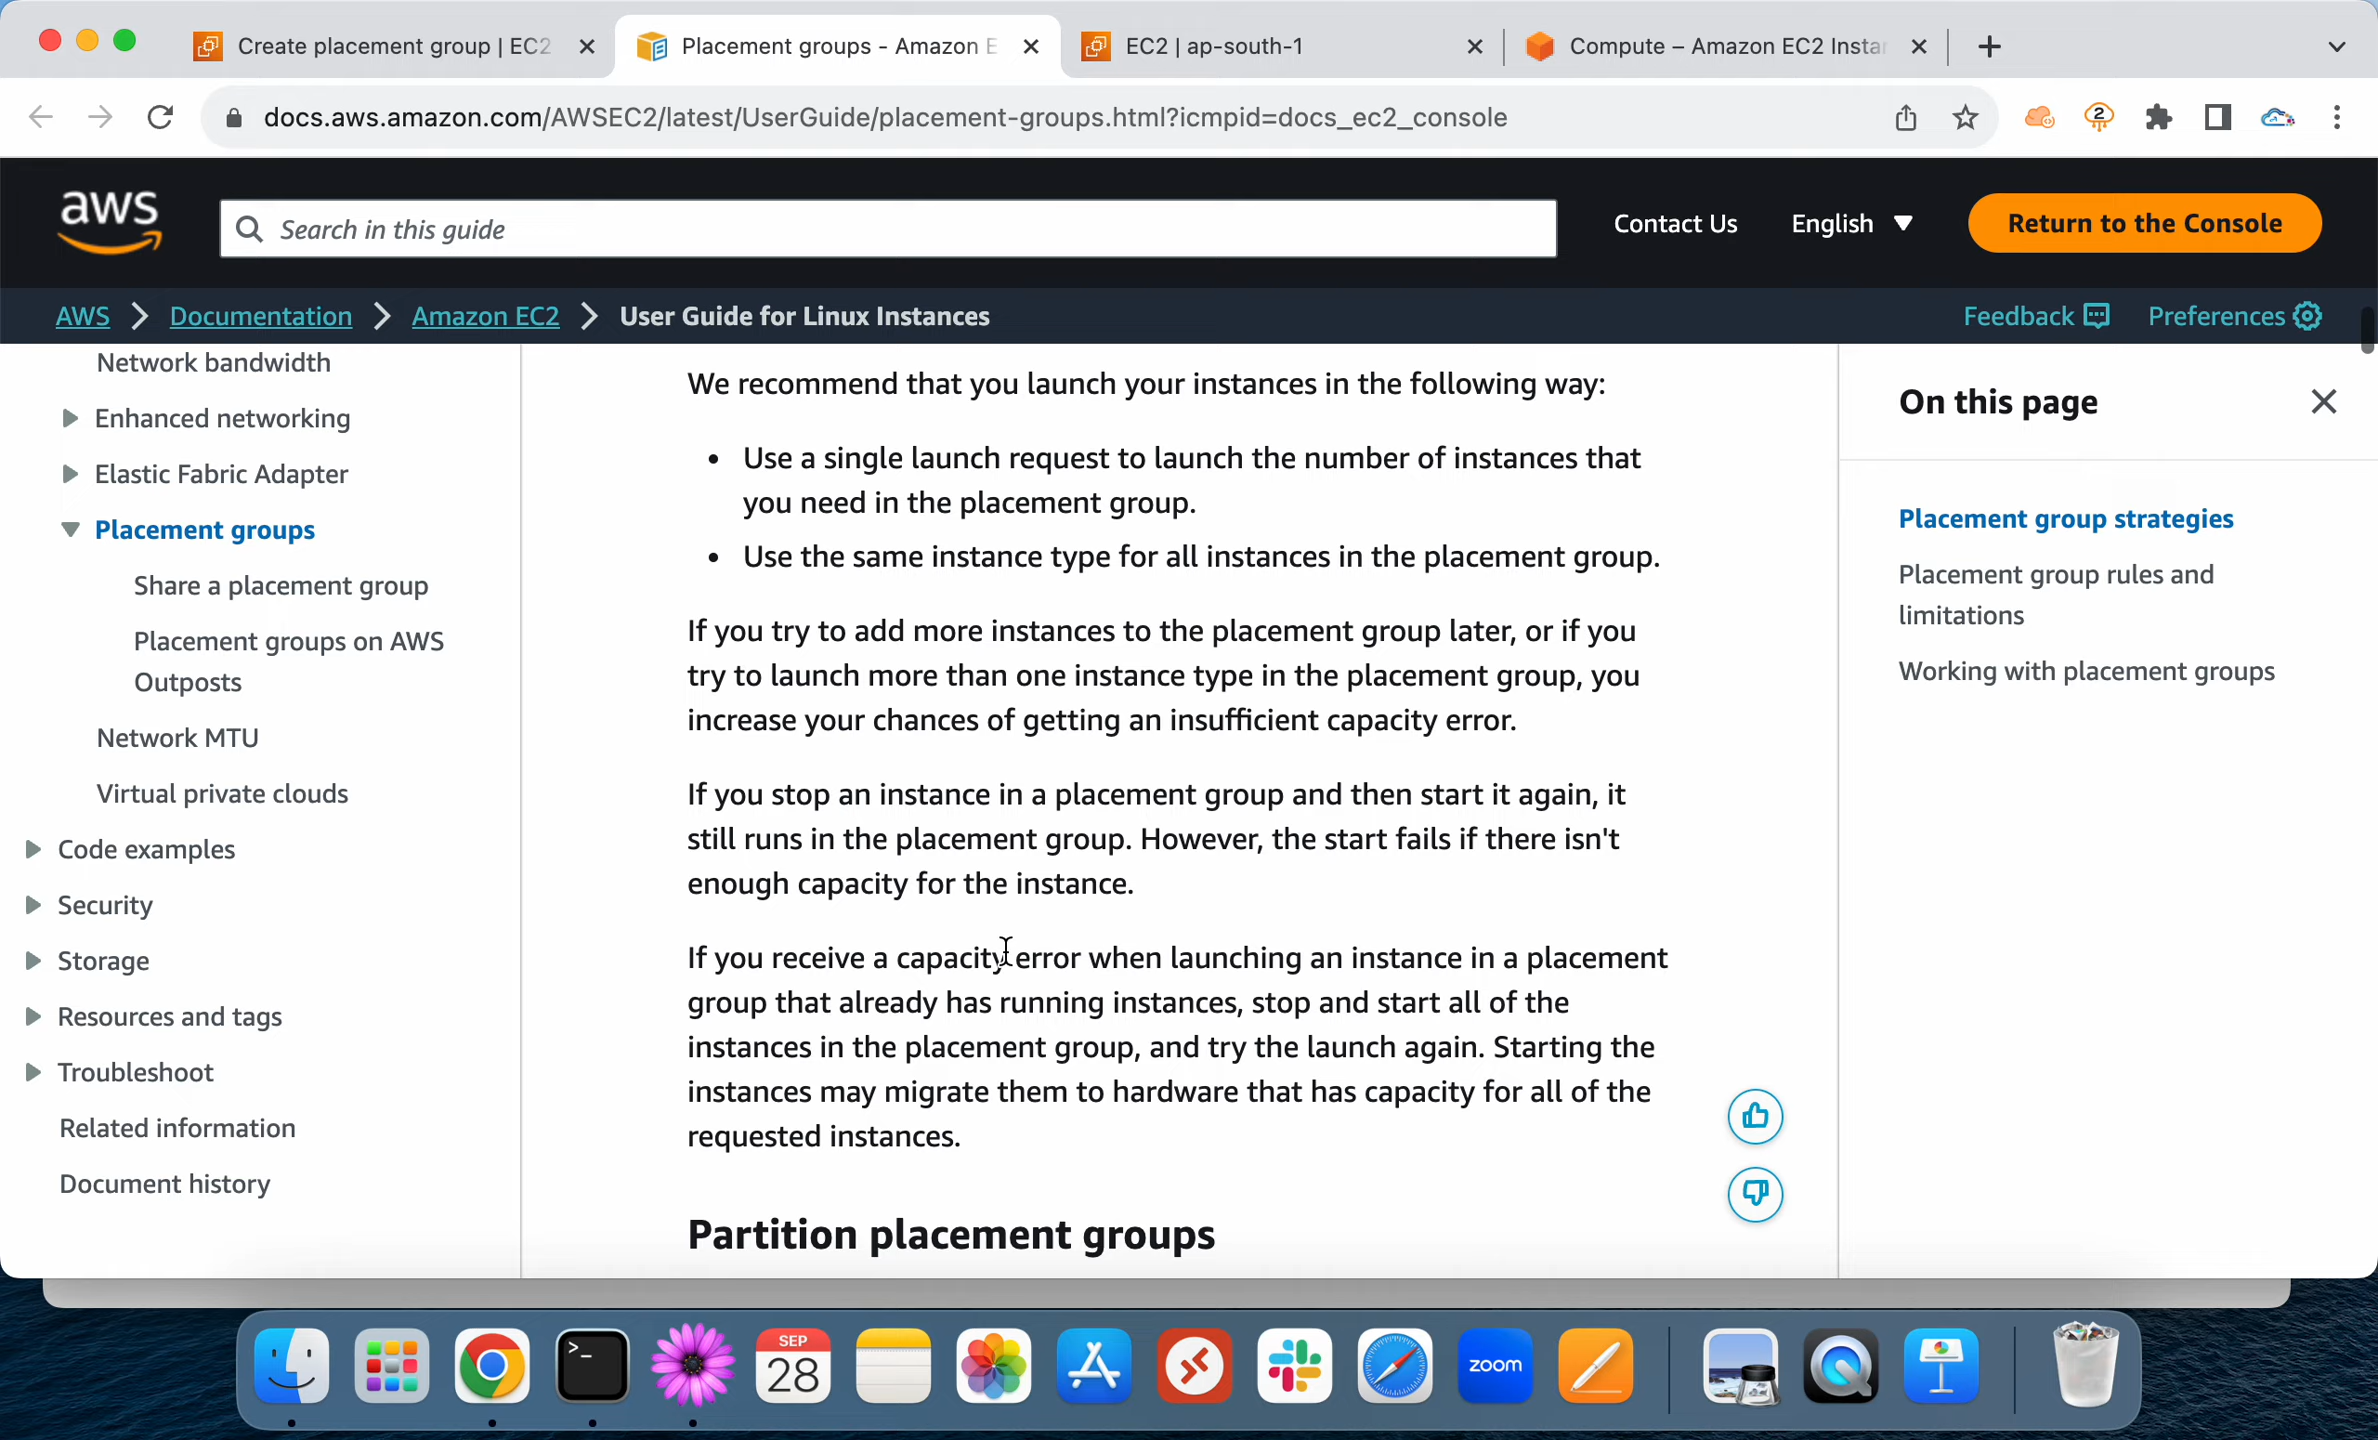 Create placement group | EC2
Placement groups - Amazon E
EC2 | ap-south-1
Compute – Amazon EC2 Instan
docs.aws.amazon.com/AWSEC2/latest/UserGuide/placement-groups.html?icmpid=docs_ec2_console
2
aws
Search in this guide
Contact Us
English
Return to the Console
AWS
Documentation
Amazon EC2
User Guide for Linux Instances
Feedback
Preferences
Network bandwidth
Enhanced networking
Elastic Fabric Adapter
Placement groups
Share a placement group
Placement groups on AWS
Outposts
Network MTU
Virtual private clouds
Code examples
Security
Storage
Resources and tags
Troubleshoot
Related information
Document history
We recommend that you launch your instances in the following way:
• Use a single launch request to launch the number of instances that
you need in the placement group.
• Use the same instance type for all instances in the placement group.
If you try to add more instances to the placement group later, or if you
try to launch more than one instance type in the placement group, you
increase your chances of getting an insufficient capacity error.
If you stop an instance in a placement group and then start it again, it
still runs in the placement group. However, the start fails if there isn't
enough capacity for the instance.
If you receive a capacity error when launching an instance in a placement
group that already has running instances, stop and start all of the
instances in the placement group, and try the launch again. Starting the
instances may migrate them to hardware that has capacity for all of the
requested instances.
Partition placement groups
On this page
Placement group strategies
Placement group rules and
limitations
Working with placement groups
>_
SEP
28
zoom